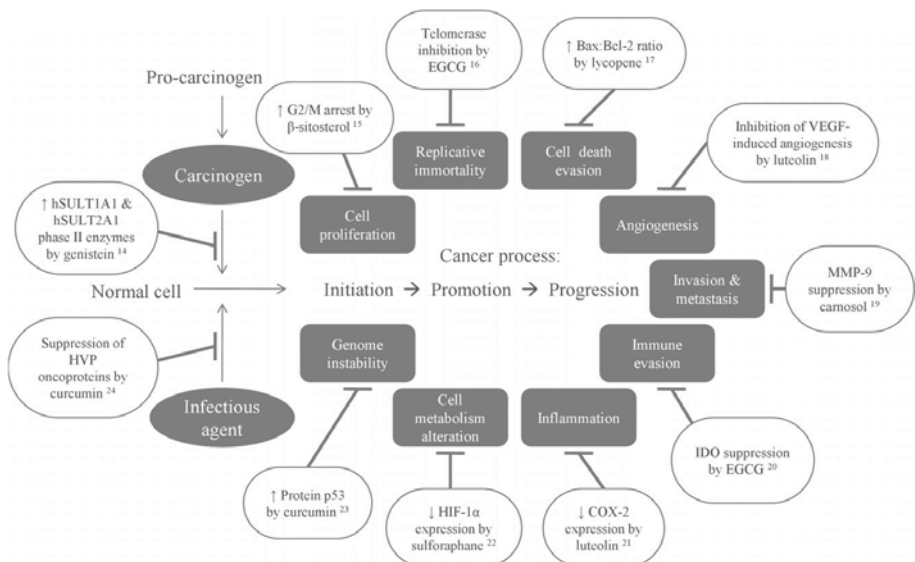 Telomerase
inhibition by
EGCG 16
↑ Bax:Bcl-2 ratio
by lycopene 17
Pro-carcinogen
↑ G2/M arrest by
β-sitosterol 15
Inhibition of VEGF-
induced angiogenesis
by luteolin 18
Carcinogen
Replicative
immortality
Cell death
evasion
↑ hSULT1A1 &
hSULT2A1
phase II enzymes
by genistein 14
Cell
proliferation
Angiogenesis
Cancer process:
Normal cell
Initiation → Promotion → Progression
Invasion &
metastasis
MMP-9
suppression by
carnosol 19
Suppression of
HVP
oncoproteins by
curcumin 24
Genome
instability
Immune
evasion
Infectious
agent
Cell
metabolism
alteration
Inflammation
IDO suppression
by EGCG 20
↑ Protein p53
by curcumin 23
↓ HIF-1α
expression by
sulforaphane 22
↓ COX-2
expression by
luteolin 21